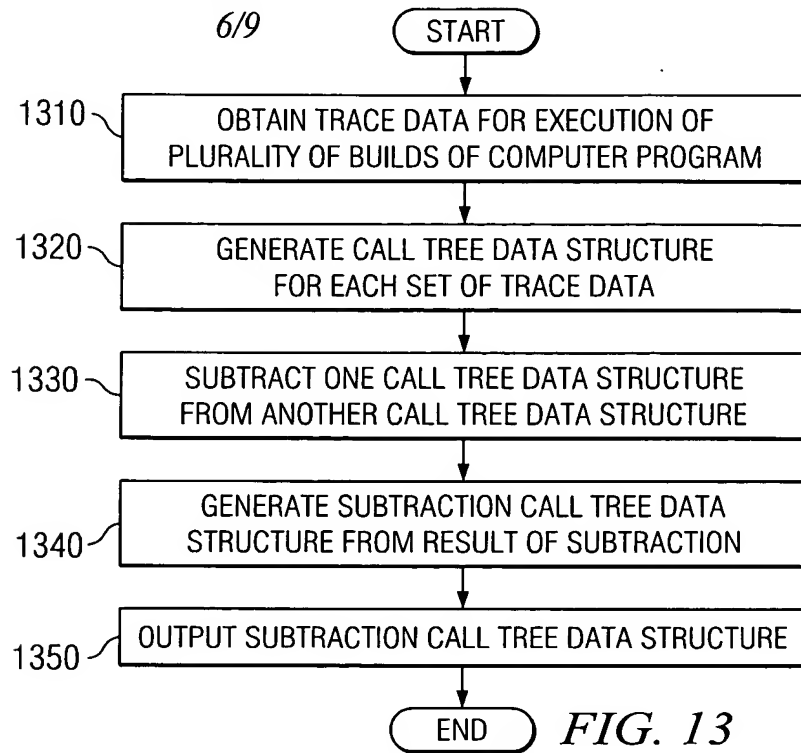 6/9
START
1310
OBTAIN TRACE DATA FOR EXECUTION OF
PLURALITY OF BUILDS OF COMPUTER PROGRAM
1320
GENERATE CALL TREE DATA STRUCTURE
FOR EACH SET OF TRACE DATA
1330
SUBTRACT ONE CALL TREE DATA STRUCTURE
FROM ANOTHER CALL TREE DATA STRUCTURE
1340
GENERATE SUBTRACTION CALL TREE DATA
STRUCTURE FROM RESULT OF SUBTRACTION
1350
OUTPUT SUBTRACTION CALL TREE DATA STRUCTURE
END
FIG. 13